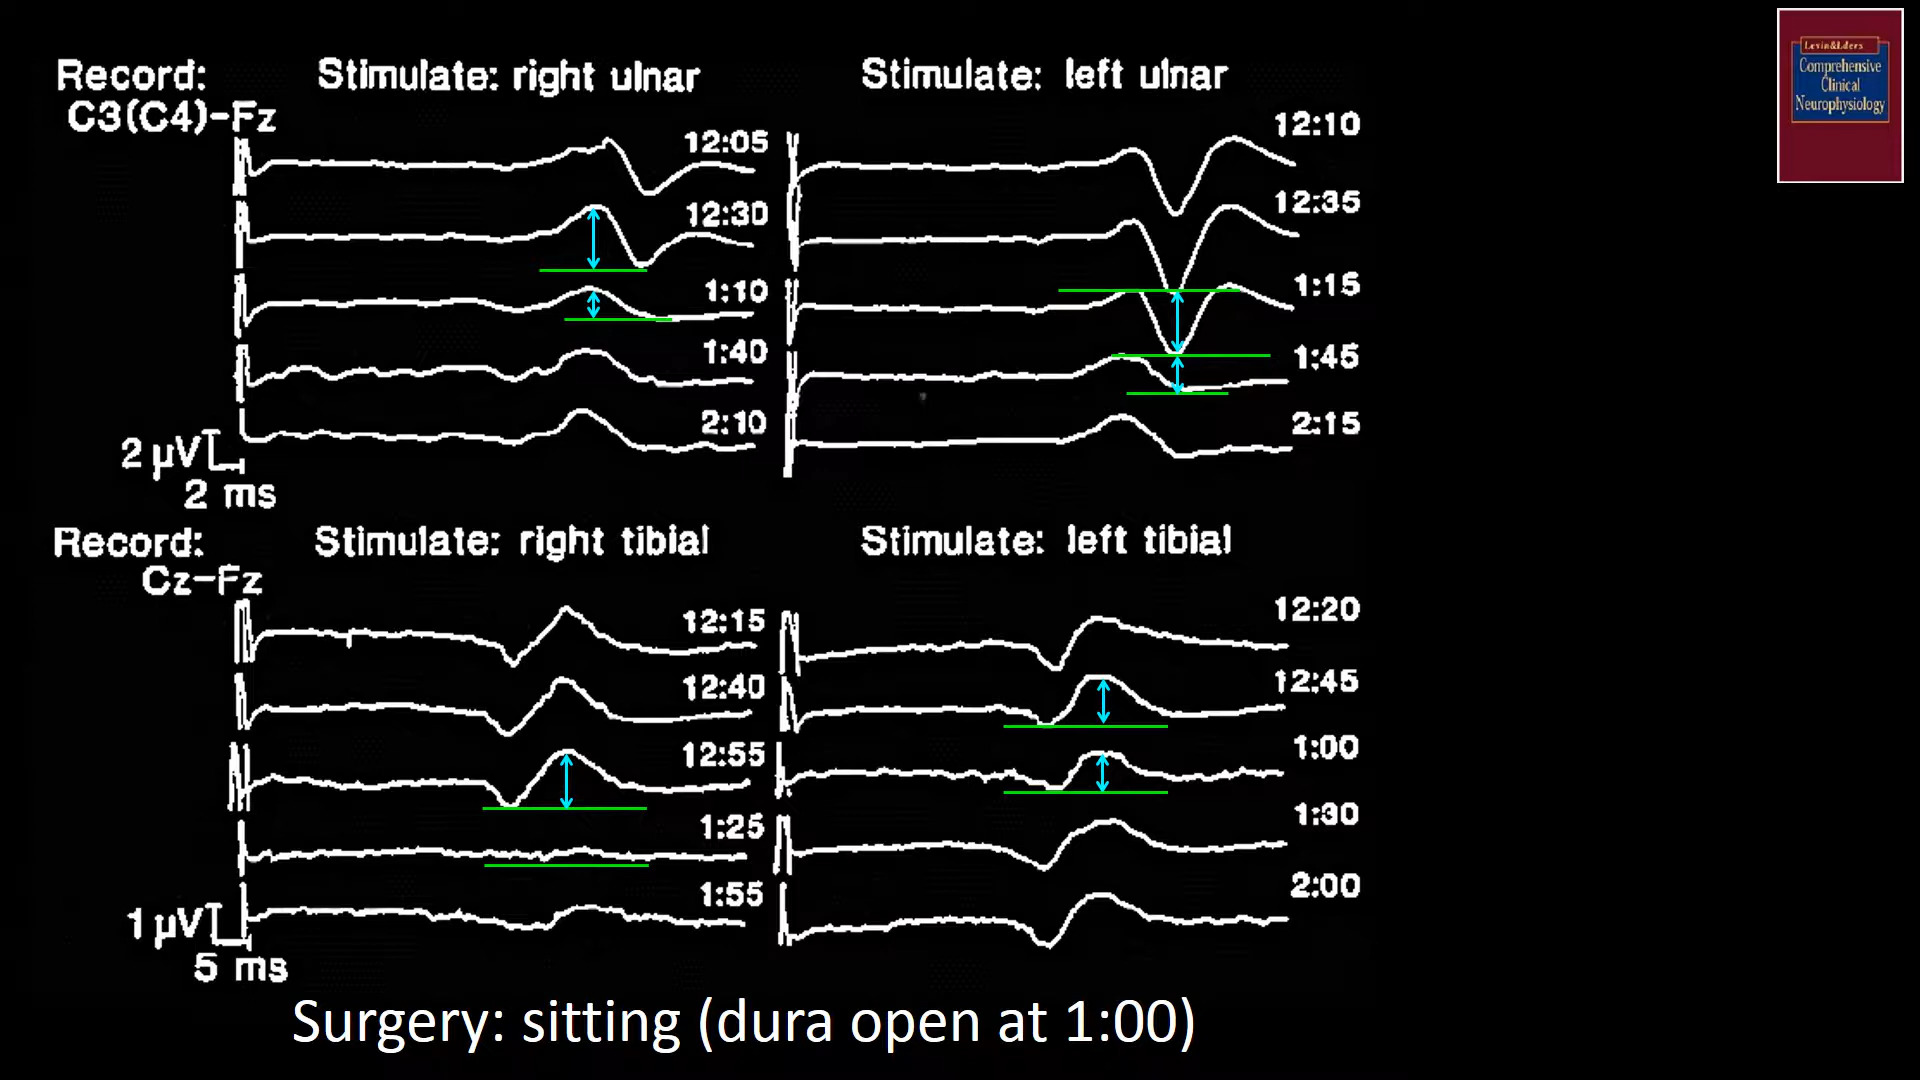 Record:
C3(C4)-Fz
Stimulate: right ulnar
12:05
12:30
1:10
1:40
2:10
2 µV
2 ms
Stimulate: left ulnar
12:10
12:35
1:15
1:45
2:15
Record:
Cz-Fz
Stimulate: right tibial
12:15
12:40
12:55
1:25
1:55
1 µV
5 ms
Stimulate: left tibial
12:20
12:45
1:00
1:30
2:00
Surgery: sitting (dura open at 1:00)
Levin&Lüders
Comprehensive
Clinical
Neurophysiology